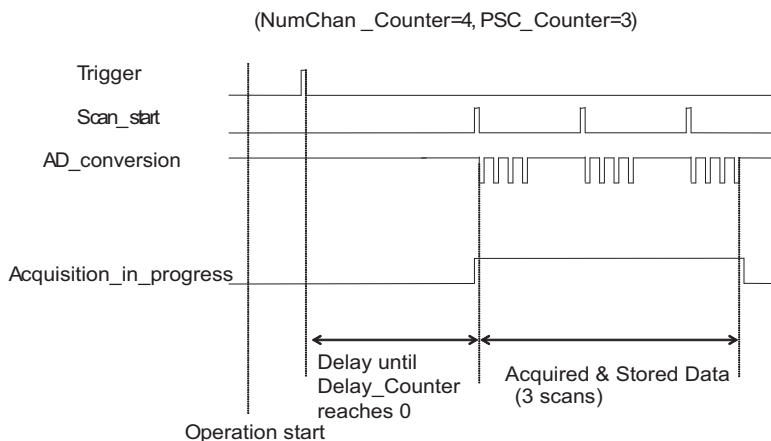 (NumChan _Counter=4, PSC_Counter=3)
Trigger
Scan_start
AD_conversion
Acquisition_in_progress
Delay until
Delay_Counter
reaches 0
Acquired & Stored Data
(3 scans)
Operation start